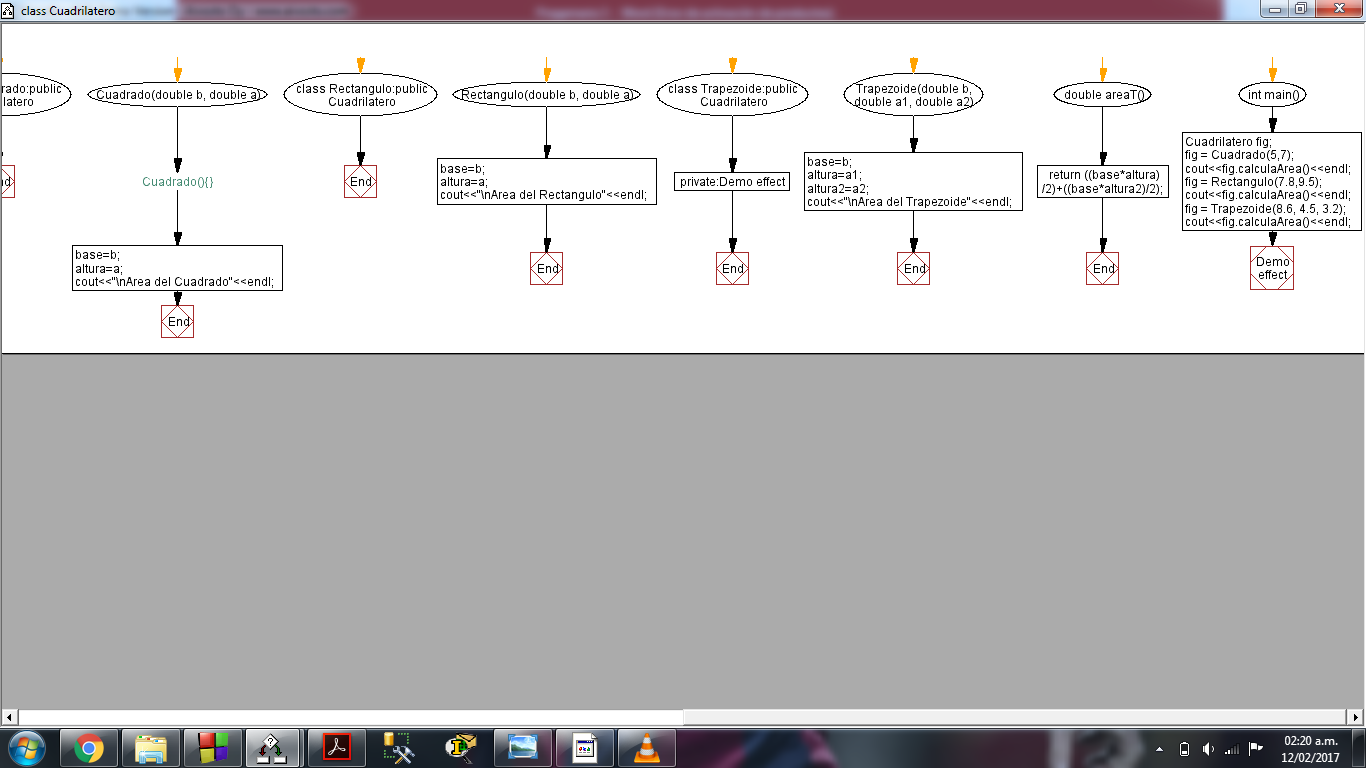 class Cuadrilatero
rado:public
latero
Cuadrado(double b, double a)
Cuadrado(){}
base=b;
altura=a;
cout<<"\nArea del Cuadrado"<<endl;
End
class Rectangulo:public
Cuadrilatero
End
Rectangulo(double b, double a)
base=b;
altura=a;
cout<<"\nArea del Rectangulo"<<endl;
End
class Trapezoide:public
Cuadrilatero
private:Demo effect
End
Trapezoide(double b,
double a1, double a2)
base=b;
altura=a1;
altura2=a2;
cout<<"\nArea del Trapezoide"<<endl;
End
double areaT()
return ((base*altura)
/2)+((base*altura2)/2);
End
int main()
Cuadrilatero fig;
fig = Cuadrado(5,7);
cout<<fig.calculaArea()<<endl;
fig = Rectangulo(7.8,9.5);
cout<<fig.calculaArea()<<endl;
fig = Trapezoide(8.6, 4.5, 3.2);
cout<<fig.calculaArea()<<endl;
Demo
effect
02:20 a.m.
12/02/2017